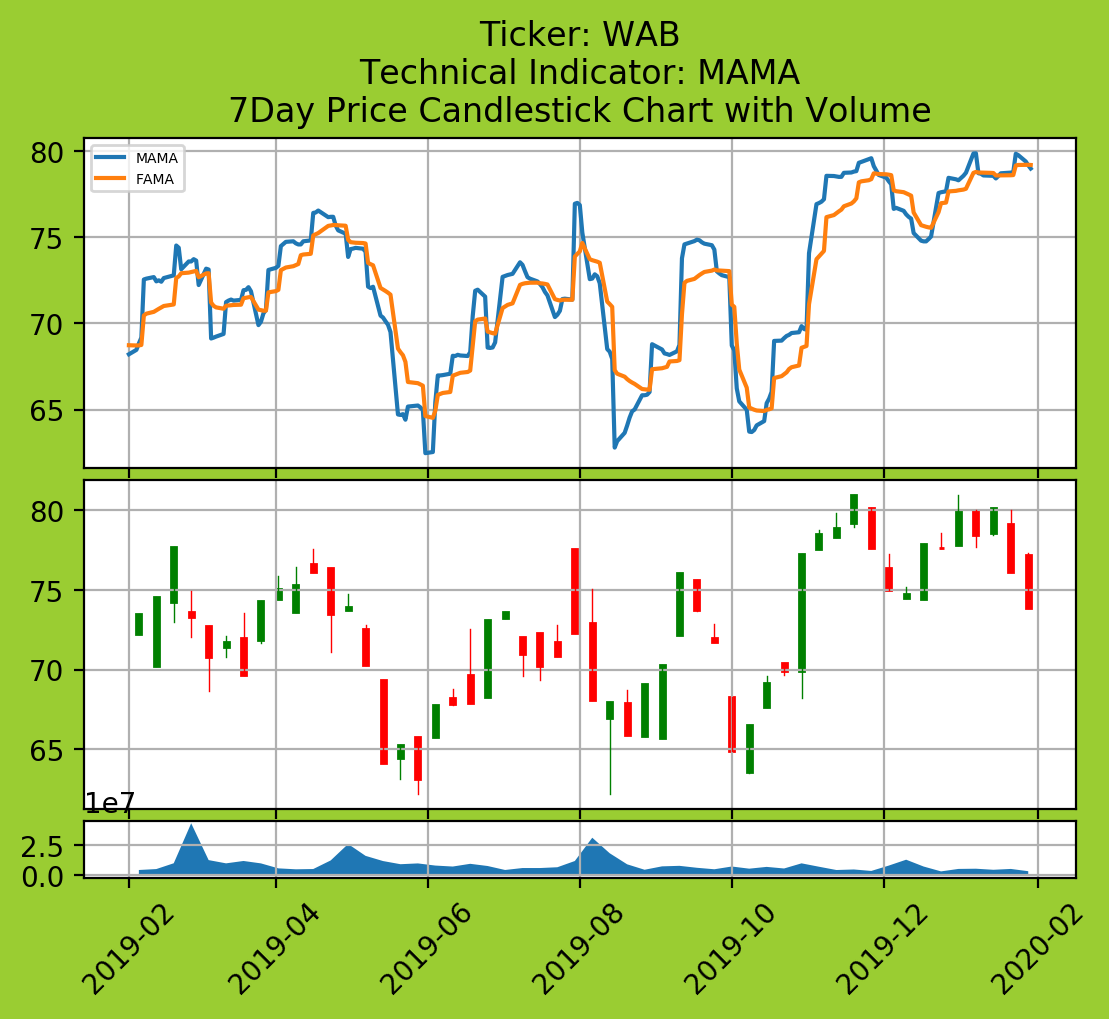 Ticker: WAB
Technical Indicator: MAMA
7Day Price Candlestick Chart with Volume
80
75
70
65
MAMA
FAMA
80
75
70
65
1e7
2.5
0.0
2019-02
2019-04
2019-06
2019-08
2019-10
2019-12
2020-02